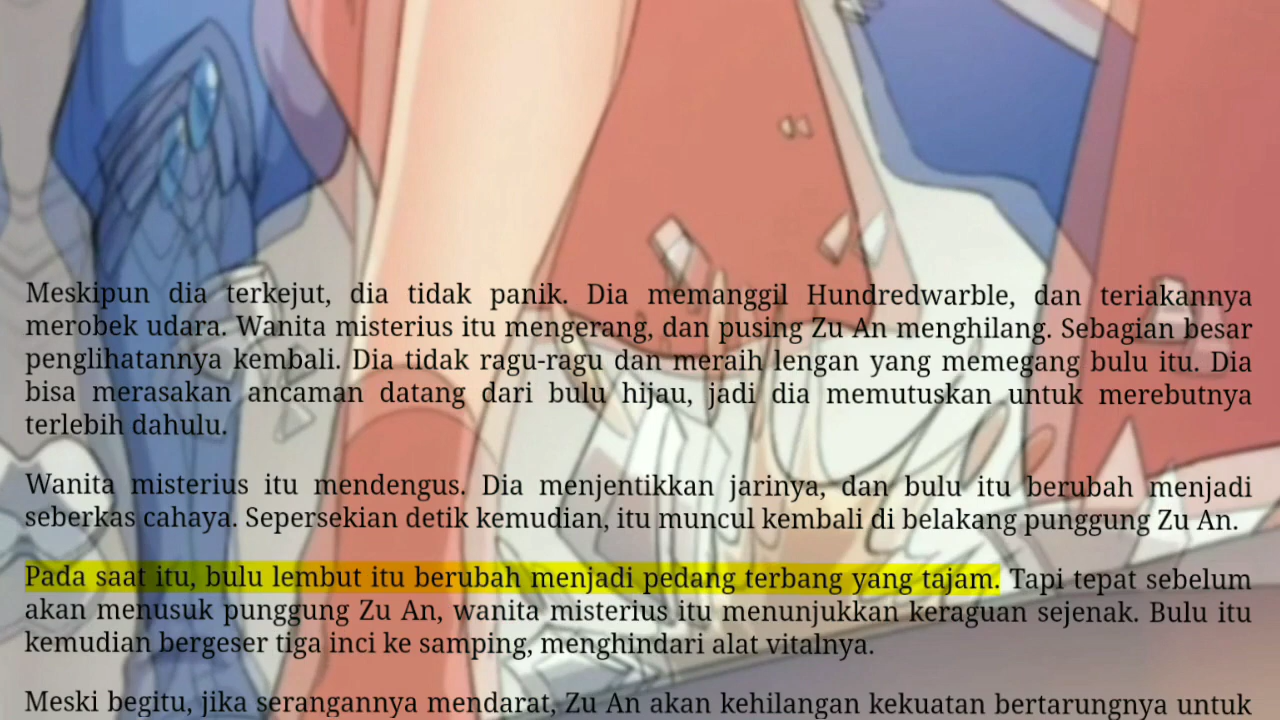 Meskipun dia terkejut, dia tidak panik. Dia memanggil Hundredwarble, dan teriakannya
merobek udara. Wanita misterius itu mengerang, dan pusing Zu An menghilang. Sebagian besar
penglihatannya kembali. Dia tidak ragu-ragu dan meraih lengan yang memegang bulu itu. Dia
bisa merasakan ancaman datang dari bulu hijau, jadi dia memutuskan untuk merebutnya
terlebih dahulu.
Wanita misterius itu mendengus. Dia menjentikkan jarinya, dan bulu itu berubah menjadi
seberkas cahaya. Sepersekian detik kemudian, itu muncul kembali di belakang punggung Zu An.
Pada saat itu, bulu lembut itu berubah menjadi pedang terbang yang tajam. Tapi tepat sebelum
akan menusuk punggung Zu An, wanita misterius itu menunjukkan keraguan sejenak. Bulu itu
kemudian bergeser tiga inci ke samping, menghindari alat vitalnya.
Meski begitu, jika serangannya mendarat, Zu An akan kehilangan kekuatan bertarungnya untuk